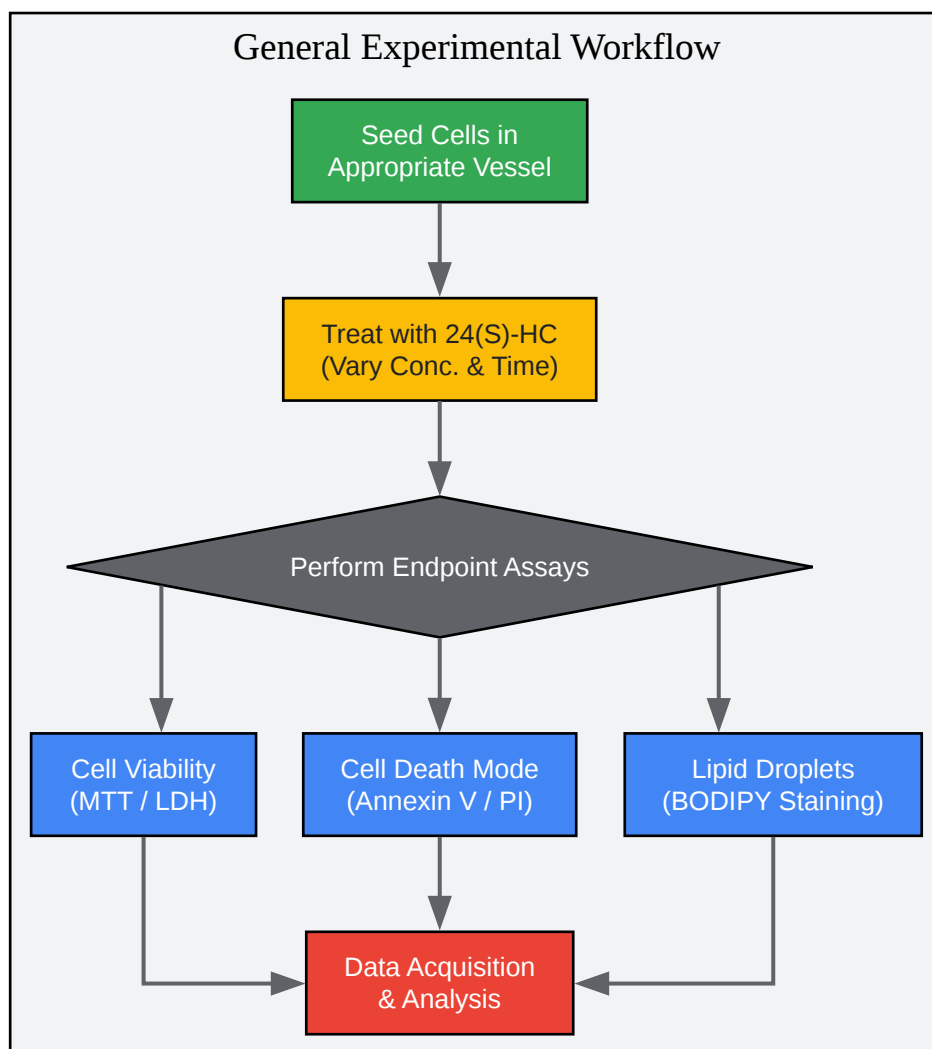 General Experimental Workflow
Seed Cells in
Appropriate Vessel
Treat with 24(S)-HC
(Vary Conc. & Time)
Perform Endpoint Assays
Cell Viability
(MTT / LDH)
Cell Death Mode
(Annexin V / PI)
Lipid Droplets
(BODIPY Staining)
Data Acquisition
& Analysis